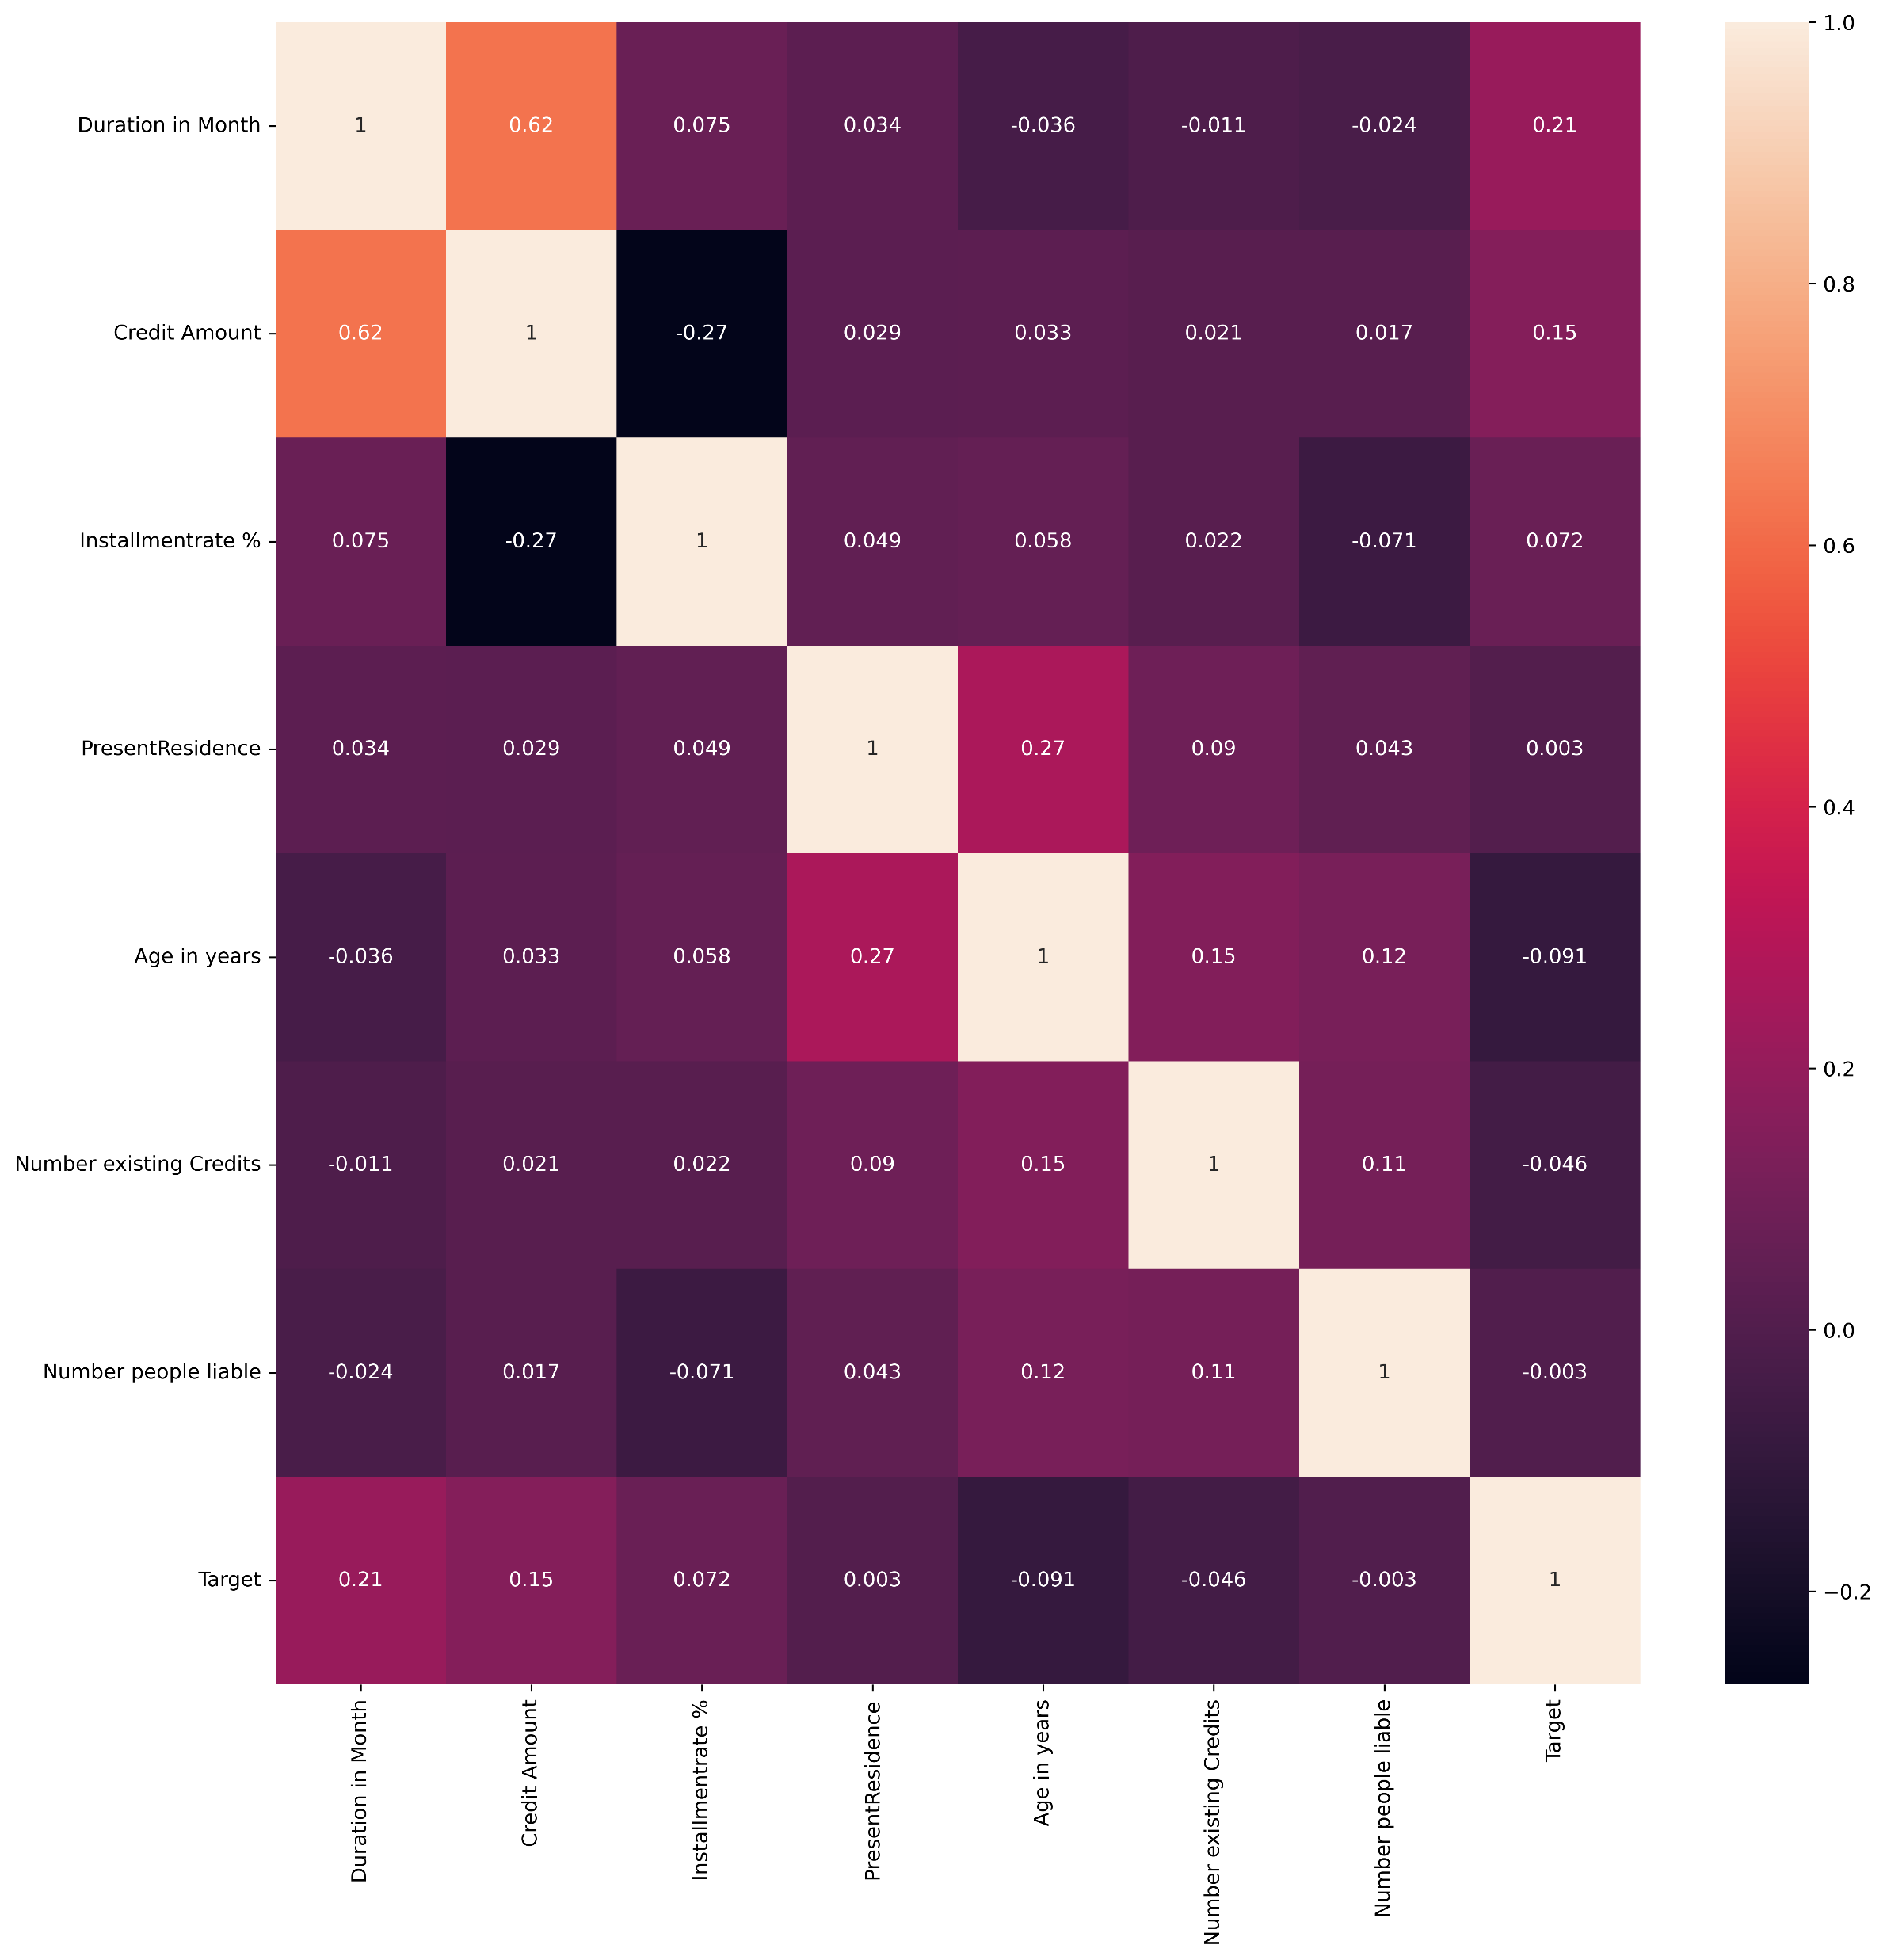 1.0
Duration in Month 1 0.62 0.075 0.034 -0.036 -0.011 -0.024 0.21
0.8
Credit Amount 0.62 1 -0.27 0.029 0.033 0.021 0.017 0.15
Installmentrate % 0.075 -0.27 1 0.049 0.058 0.022 -0.071 0.072
0.6
PresentResidence 0.034 0.029 0.049 1 0.27 0.09 0.043 0.003
0.4
Age in years -0.036 0.033 0.058 0.27 1 0.15 0.12 -0.091
0.2
Number existing Credits -0.011 0.021 0.022 0.09 0.15 1 0.11 -0.046
0.0
Number people liable -0.024 0.017 -0.071 0.043 0.12 0.11 1 -0.003
Target 0.21 0.15 0.072 0.003 -0.091 -0.046 -0.003 1
−0.2
Duration in Month
Credit Amount
Installmentrate %
PresentResidence
Age in years
Number existing Credits
Number people liable
Target